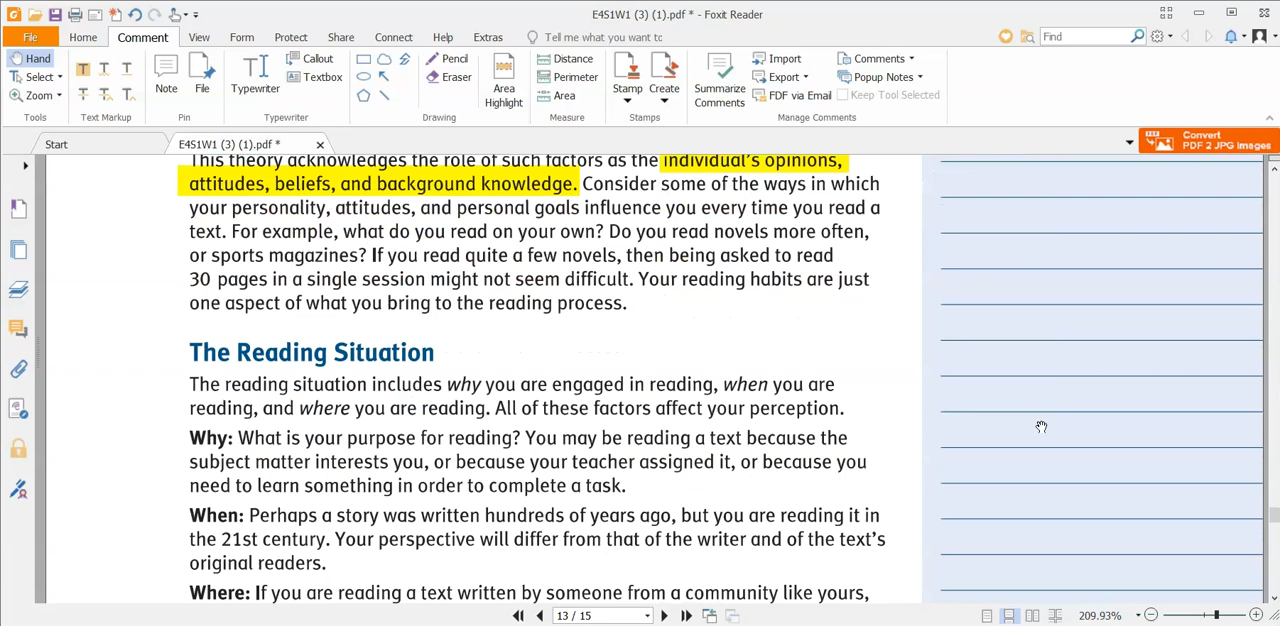 E4S1W1 (3) (1).pdf * - Foxit Reader
File Home Comment View Form Protect Share Connect Help Extras Tell me what you want tc Find
Hand
Select
Zoom
Tools
Text Markup
Note File
Pin
Typewriter
Callout
Textbox
Typewriter
Pencil
Eraser
Drawing
Area
Highlight
Distance
Perimeter
Area
Measure
Stamp Create
Stamps
Summarize
Comments
Import
Export
FDF via Email
Comments
Popup Notes
Keep Tool Selected
Manage Comments
Start E4S1W1 (3) (1).pdf *
Convert
PDF 2 JPG Images
This theory acknowledges the role of such factors as the individual's opinions,
attitudes, beliefs, and background knowledge. Consider some of the ways in which
your personality, attitudes, and personal goals influence you every time you read a
text. For example, what do you read on your own? Do you read novels more often,
or sports magazines? If you read quite a few novels, then being asked to read
30 pages in a single session might not seem difficult. Your reading habits are just
one aspect of what you bring to the reading process.
The Reading Situation
The reading situation includes why you are engaged in reading, when you are
reading, and where you are reading. All of these factors affect your perception.
Why: What is your purpose for reading? You may be reading a text because the
subject matter interests you, or because your teacher assigned it, or because you
need to learn something in order to complete a task.
When: Perhaps a story was written hundreds of years ago, but you are reading it in
the 21st century. Your perspective will differ from that of the writer and of the text's
original readers.
Where: If you are reading a text written by someone from a community like yours,
13 / 15
209.93%